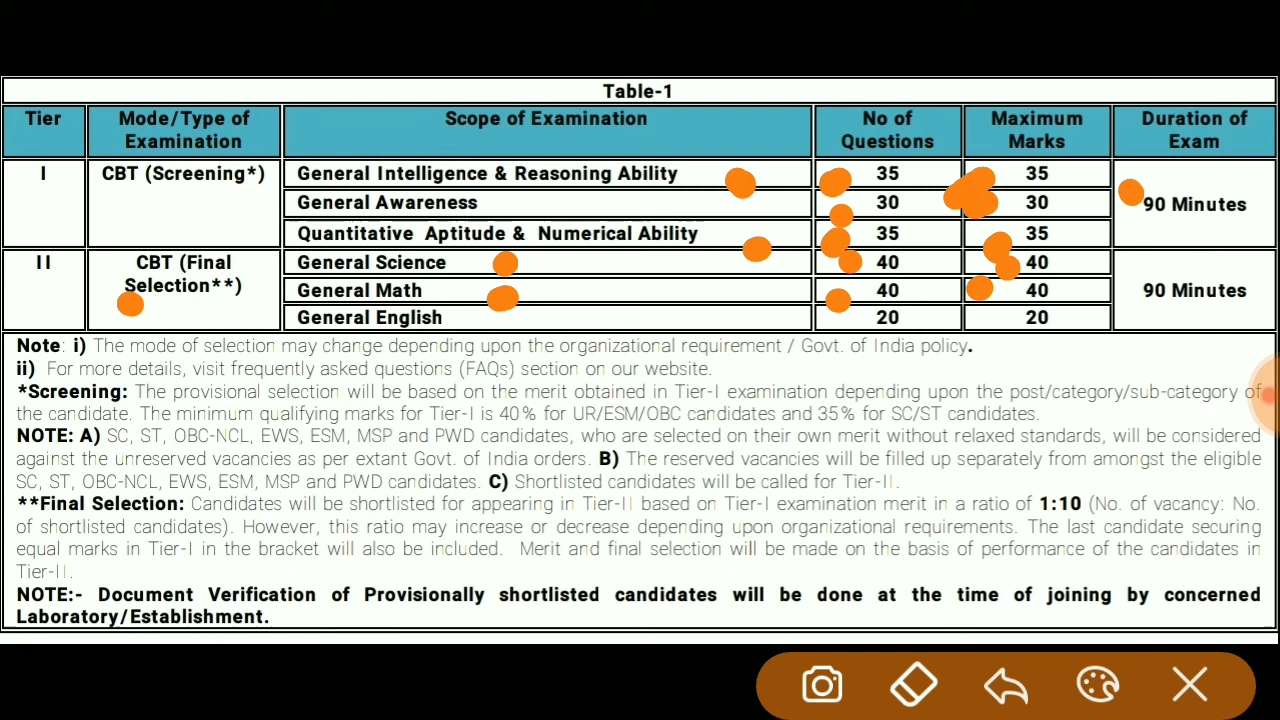 Table-1
Tier Mode/Type of Examination Scope of Examination No of Questions Maximum Marks Duration of Exam
I CBT (Screening*) General Intelligence & Reasoning Ability 35 35 90 Minutes
General Awareness 30 30
Quantitative Aptitude & Numerical Ability 35 35
II CBT (Final Selection**) General Science 40 40 90 Minutes
General Math 40 40
General English 20 20
Note: i) The mode of selection may change depending upon the organizational requirement / Govt. of India policy.
ii) For more details, visit frequently asked questions (FAQs) section on our website.
*Screening: The provisional selection will be based on the merit obtained in Tier-I examination depending upon the post/category/sub-category of
the candidate. The minimum qualifying marks for Tier-I is 40% for UR/ESM/OBC candidates and 35% for SC/ST candidates.
NOTE: A) SC, ST, OBC-NCL, EWS, ESM, MSP and PWD candidates, who are selected on their own merit without relaxed standards, will be considered
against the unreserved vacancies as per extant Govt. of India orders. B) The reserved vacancies will be filled up separately from amongst the eligible
SC, ST, OBC-NCL, EWS, ESM, MSP and PWD candidates. C) Shortlisted candidates will be called for Tier-II.
**Final Selection: Candidates will be shortlisted for appearing in Tier-II based on Tier-I examination merit in a ratio of 1:10 (No. of vacancy: No.
of shortlisted candidates). However, this ratio may increase or decrease depending upon organizational requirements. The last candidate securing
equal marks in Tier-I in the bracket will also be included. Merit and final selection will be made on the basis of performance of the candidates in
Tier-II.
NOTE:- Document Verification of Provisionally shortlisted candidates will be done at the time of joining by concerned
Laboratory/Establishment.